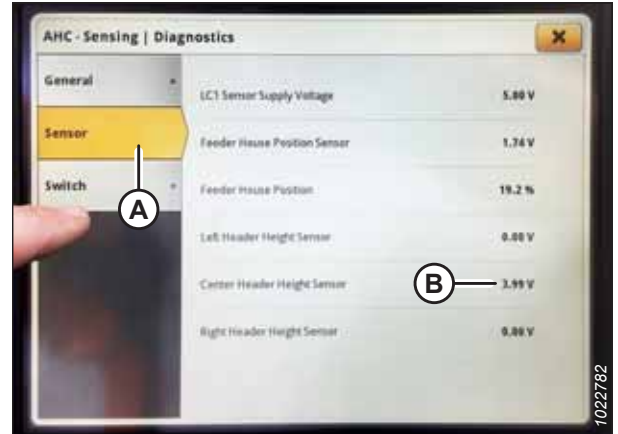 AHC - Sensing | Diagnostics
General
LC1 Sensor Supply Voltage 5.00 V
Sensor
Feeder House Position Sensor 1.74 V
Switch
Feeder House Position 19.2 %
A
Left Header Height Sensor 0.00 V
Center Header Height Sensor B 3.99 V
Right Header Height Sensor 0.00 V
1022782